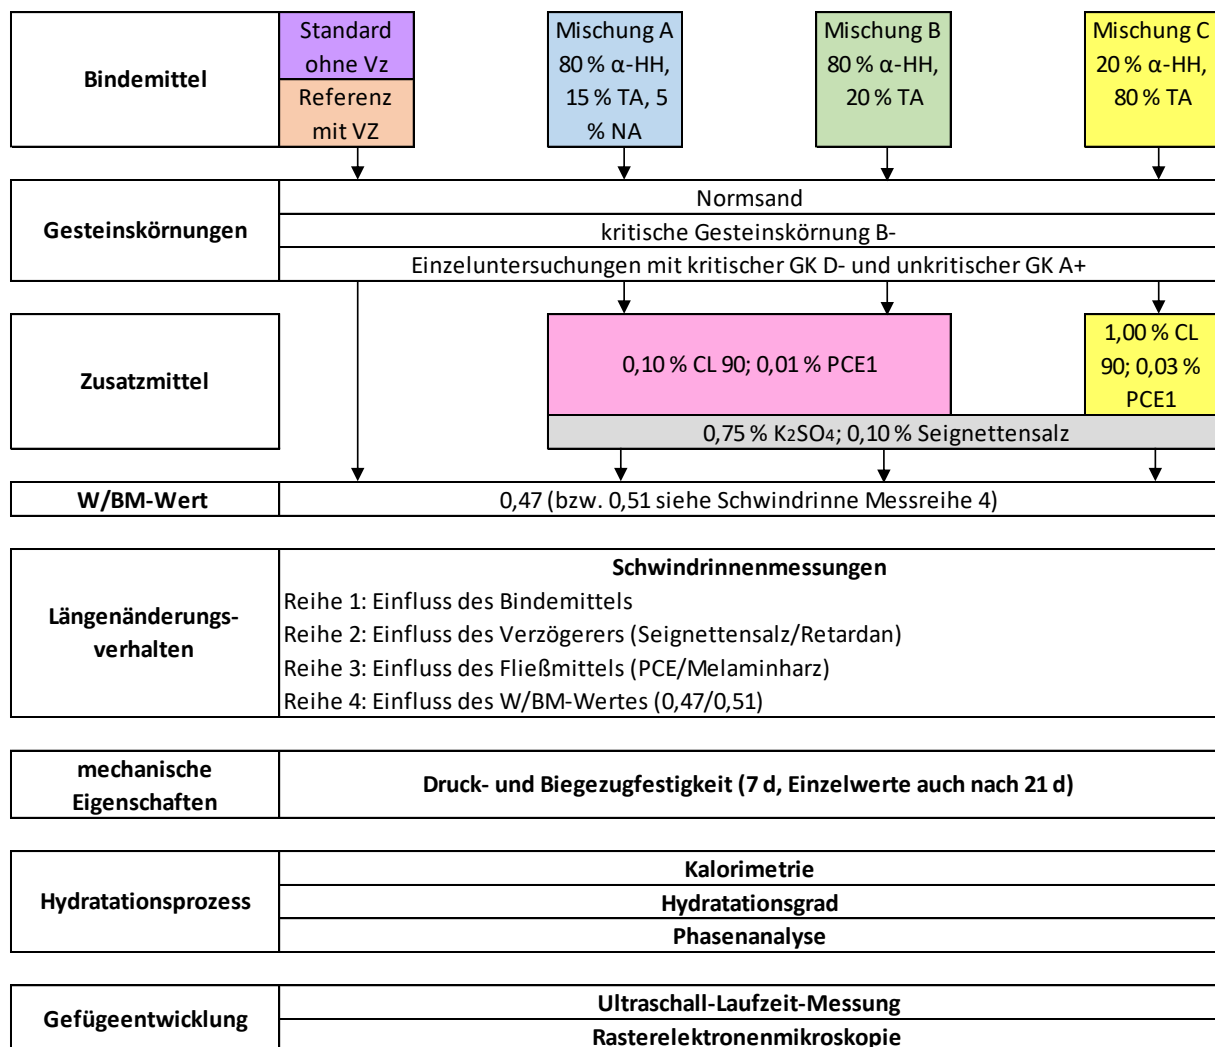 Bindemittel
Standard
ohne Vz
Referenz
mit VZ
Mischung A
80 % α-HH,
15 % TA, 5
% NA
Mischung B
80 % α-HH,
20 % TA
Mischung C
20 % α-HH,
80 % TA
Gesteinskörnungen
Normsand
kritische Gesteinskörnung B-
Einzeluntersuchungen mit kritischer GK D- und unkritischer GK A+
Zusatzmittel
0,10 % CL 90; 0,01 % PCE1
1,00 % CL
90; 0,03 %
PCE1
0,75 % K₂SO₄; 0,10 % Seignettensalz
W/BM-Wert
0,47 (bzw. 0,51 siehe Schwindrinne Messreihe 4)
Längenänderungs-
verhalten
Schwindrinnenmessungen
Reihe 1: Einfluss des Bindemittels
Reihe 2: Einfluss des Verzögerers (Seignettensalz/Retardan)
Reihe 3: Einfluss des Fließmittels (PCE/Melaminharz)
Reihe 4: Einfluss des W/BM-Wertes (0,47/0,51)
mechanische
Eigenschaften
Druck- und Biegezugfestigkeit (7 d, Einzelwerte auch nach 21 d)
Hydratationsprozess
Kalorimetrie
Hydratationsgrad
Phasenanalyse
Gefügeentwicklung
Ultraschall-Laufzeit-Messung
Rasterelektronenmikroskopie